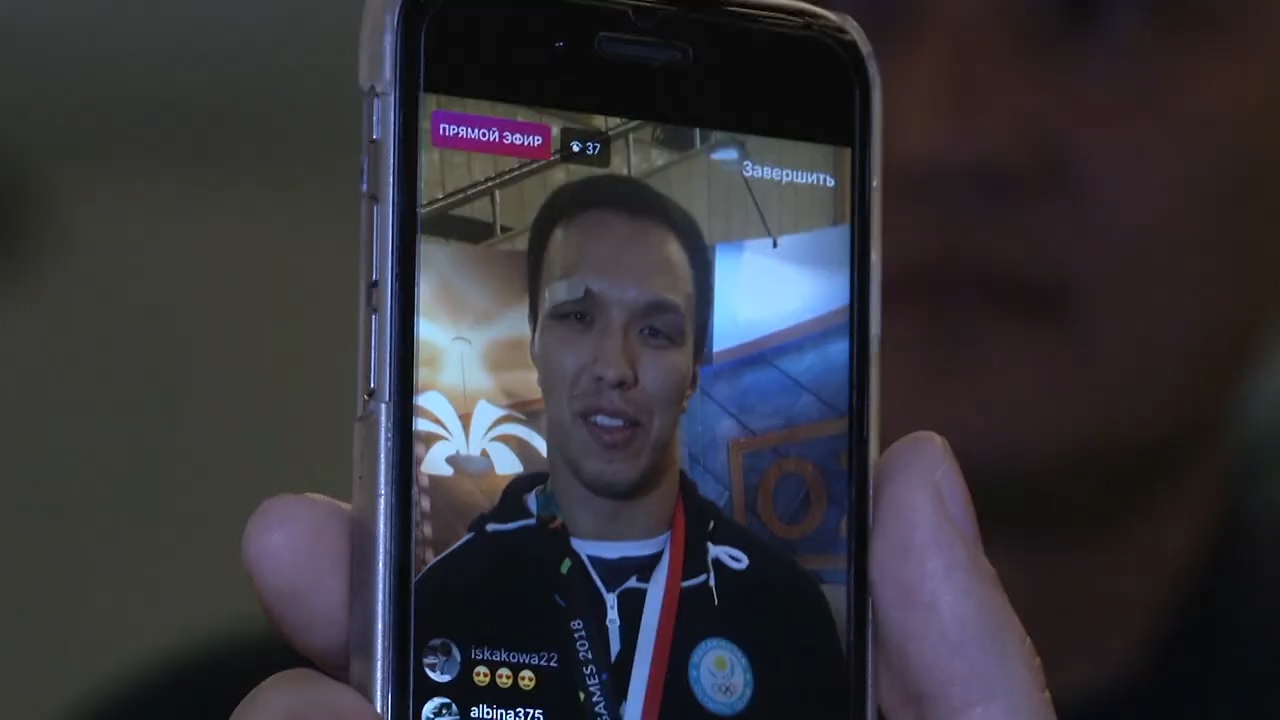 ПРЯМОЙ ЭФИР
37
Завершить
iskakowa22
albina375
GAMES 2018